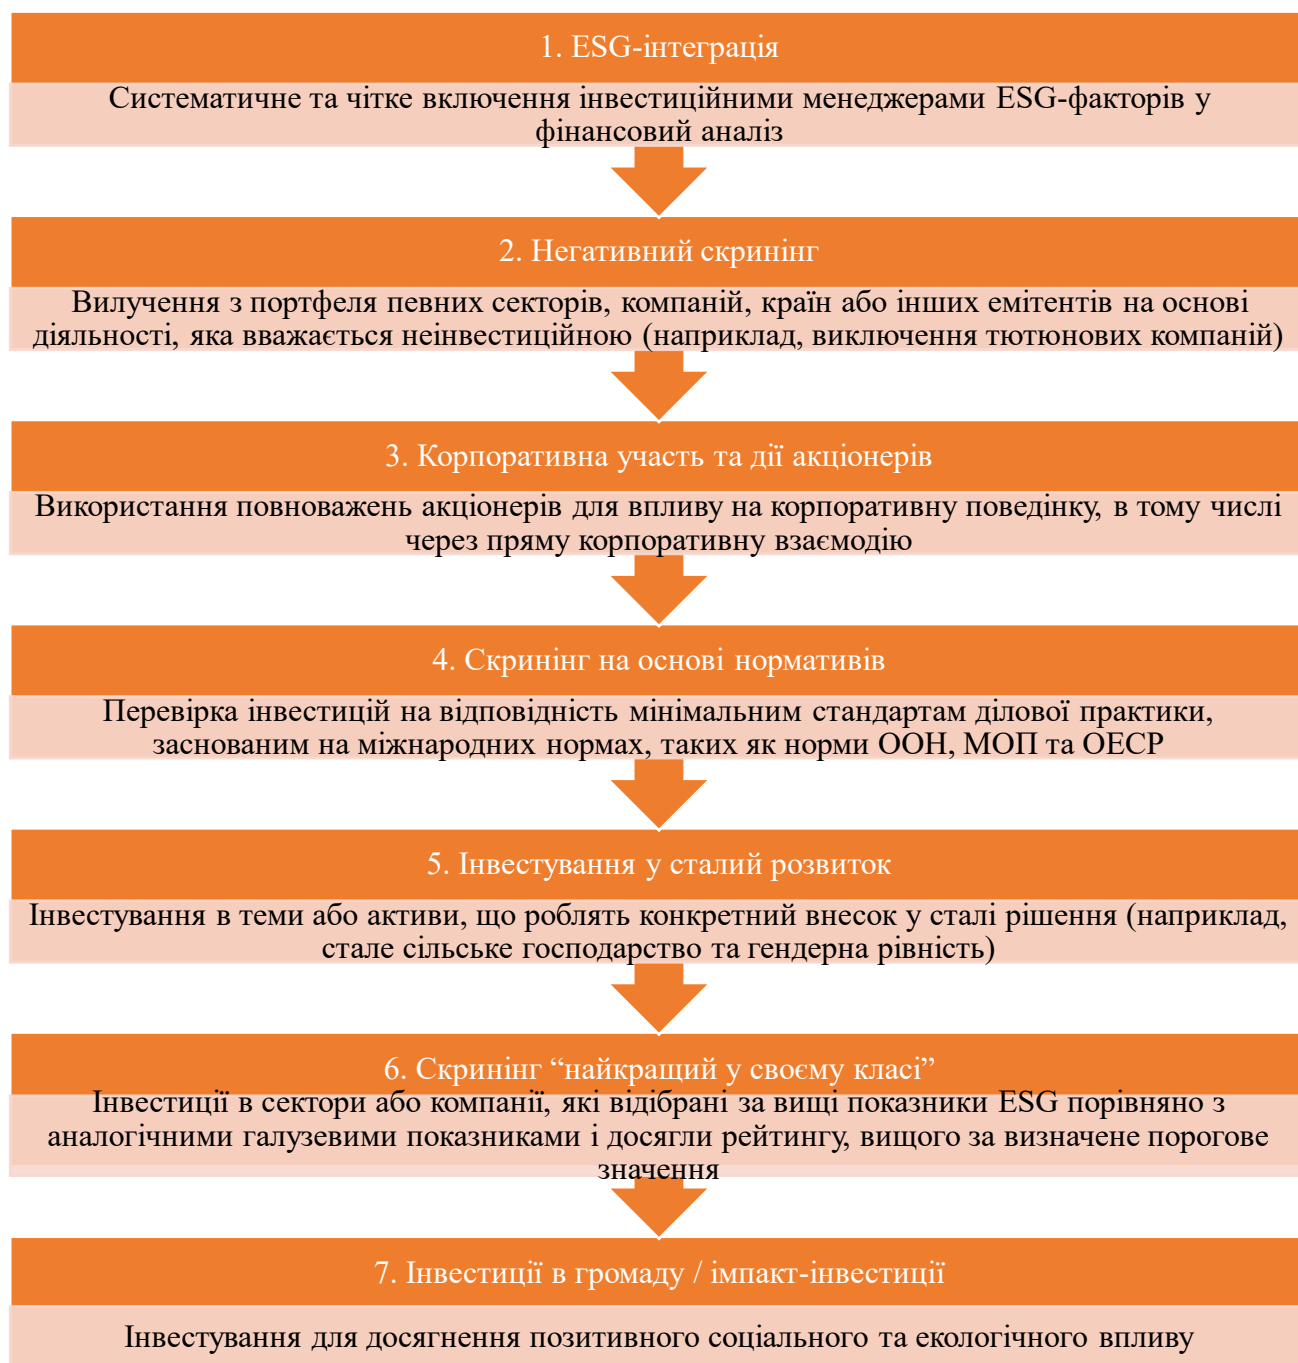 1. ESG-інтеграція
Систематичне та чітке включення інвестиційними менеджерами ESG-факторів у
фінансовий аналіз
2. Негативний скринінг
Вилучення з портфеля певних секторів, компаній, країн або інших емітентів на основі
діяльності, яка вважається неінвестиційною (наприклад, виключення тютюнових компаній)
3. Корпоративна участь та дії акціонерів
Використання повноважень акціонерів для впливу на корпоративну поведінку, в тому числі
через пряму корпоративну взаємодію
4. Скринінг на основі нормативів
Перевірка інвестицій на відповідність мінімальним стандартам ділової практики,
заснованим на міжнародних нормах, таких як норми ООН, МОП та ОЕСР
5. Інвестування у сталий розвиток
Інвестування в теми або активи, що роблять конкретний внесок у сталі рішення (наприклад,
стале сільське господарство та гендерна рівність)
6. Скринінг “найкращий у своєму класі”
Інвестиції в сектори або компанії, які відібрані за вищі показники ESG порівняно з
аналогічними галузевими показниками і досягли рейтингу, вищого за визначене порогове
значення
7. Інвестиції в громаду / імпакт-інвестиції
Інвестування для досягнення позитивного соціального та екологічного впливу